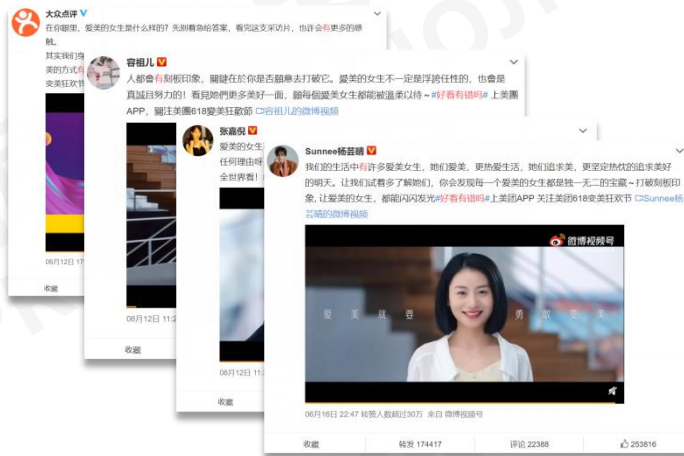 大众点评
在你眼里，爱美的女生是什么样的？先别着急给答案，看完这支采访片，也许会有更多的感
触。
其实我们身
美的方式有
变美狂欢节
06月12日 17
收藏
容祖儿
人都會有刻板印象，關鍵在於你是否願意去打破它。愛美的女生不一定是浮誇任性的，也會是
真誠且努力的！看見她們更多美好一面，願每個愛美女生都能被溫柔以待～#好看有错吗# 上美團
APP，關注美團618變美狂歡節 容祖儿的微博视频
06月12日 11:2
收藏
张嘉倪
爱美的女生
任何理由呀
全世界看！
06月12日 11:
收藏
Sunnee杨芸晴
我们的生活中有许多爱美女生，她们爱美，更热爱生活，她们追求美，更坚定热忱的追求美好
的明天。让我们试着多了解她们，你会发现每一个爱美的女生都是独一无二的宝藏～打破刻板印
象, 让爱美的女生，都能闪闪发光#好看有错吗#上美团APP 关注美团618变美狂欢节 Sunnee杨
芸晴的微博视频
微博视频号
爱 美 就 要 勇 敢 变 美
06月16日 22:47 转赞人数超过30万 来自 微博视频号
收藏 转发 174417 评论 22388 253816